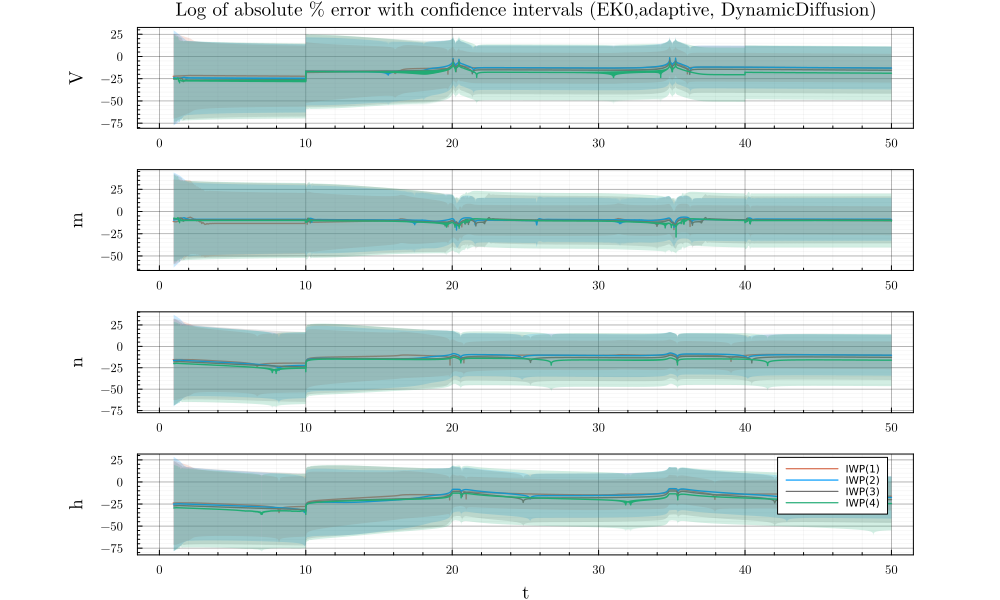 Log of absolute % error with confidence intervals (EK0,adaptive, DynamicDiffusion)
25
0
−25
−50
−75
V
0 10 20 30 40 50
25
0
−25
−50
m
0 10 20 30 40 50
25
0
−25
−50
−75
n
0 10 20 30 40 50
25
0
−25
−50
−75
h
IWP(1)
IWP(2)
IWP(3)
IWP(4)
0 10 20 30 40 50
t